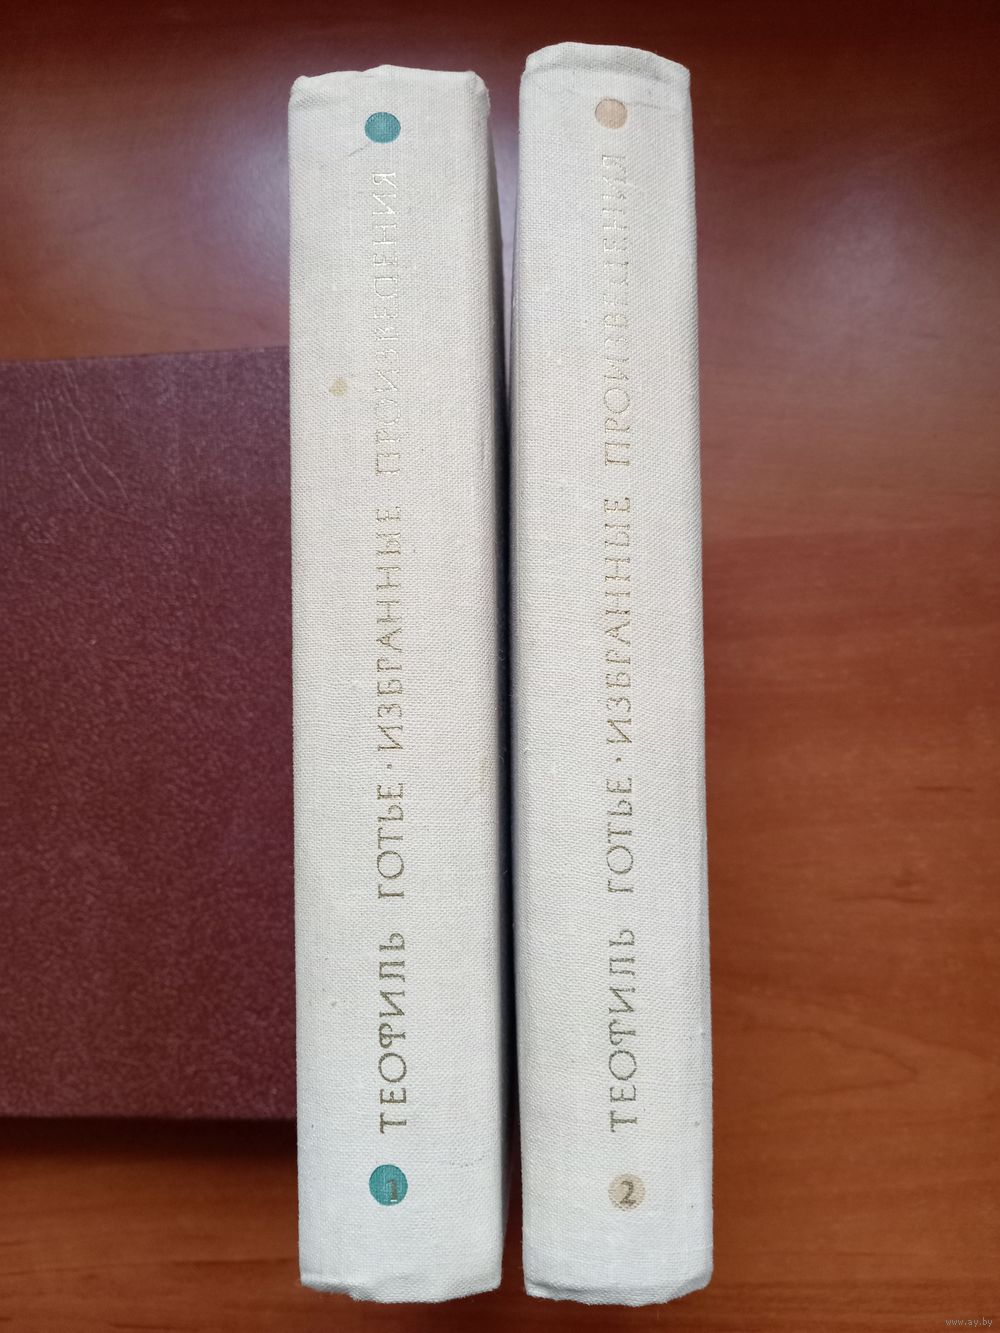 ТЕОФИЛЬ ГОТЬЕ · ИЗБРАННЫЕ ПРОИЗВЕДЕНИЯ
1
ТЕОФИЛЬ ГОТЬЕ · ИЗБРАННЫЕ ПРОИЗВЕДЕНИЯ
2
www.ay.by